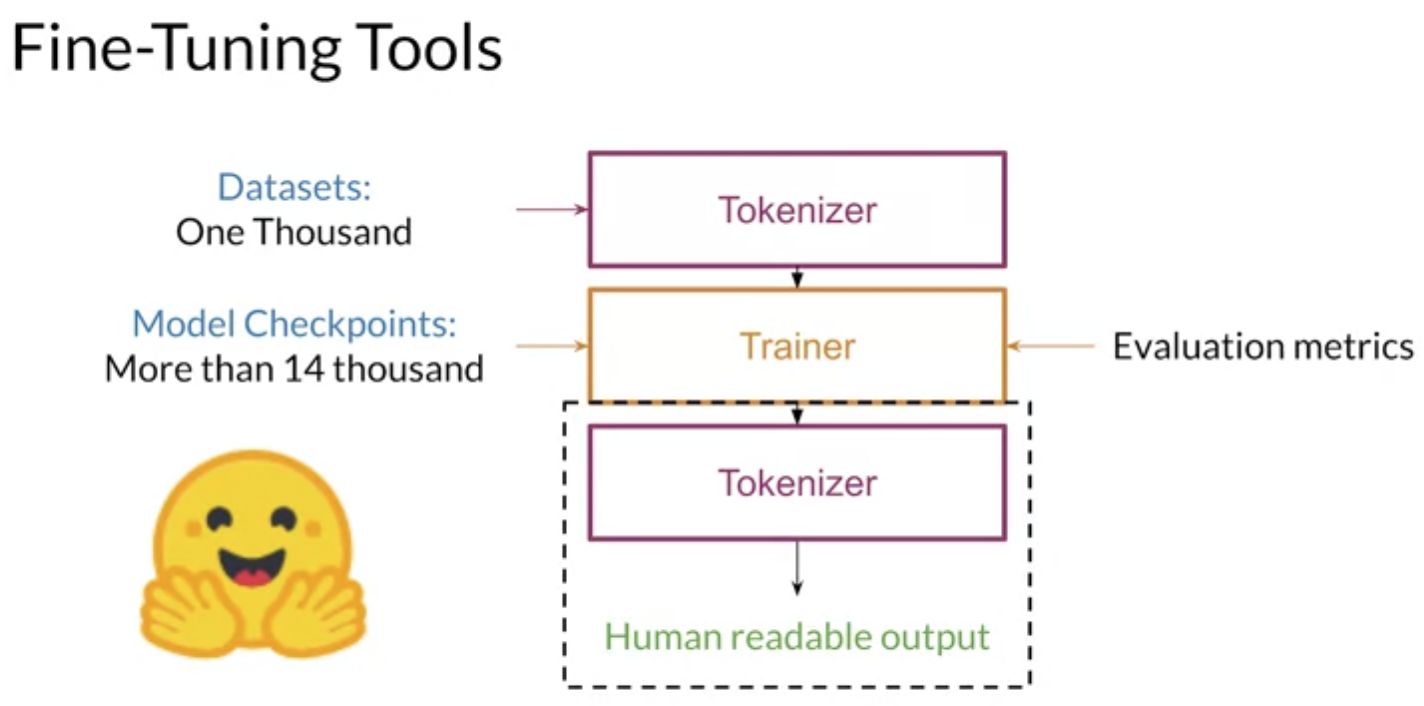 Fine-Tuning Tools
Datasets:
One Thousand
Tokenizer
Model Checkpoints:
More than 14 thousand
Trainer
Evaluation metrics
Tokenizer
Human readable output